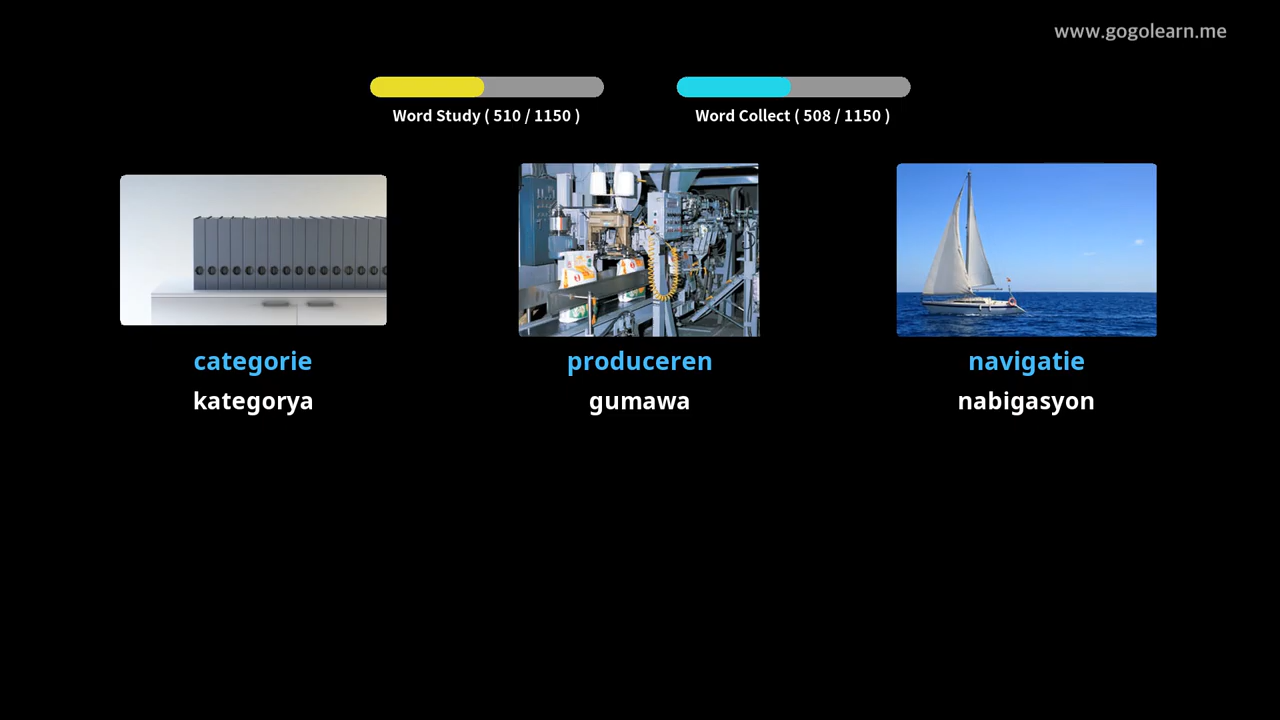 www.gogolearn.me
Word Study ( 510 / 1150 )
Word Collect ( 508 / 1150 )
categorie
produceren
navigatie
kategorya
gumawa
nabigasyon